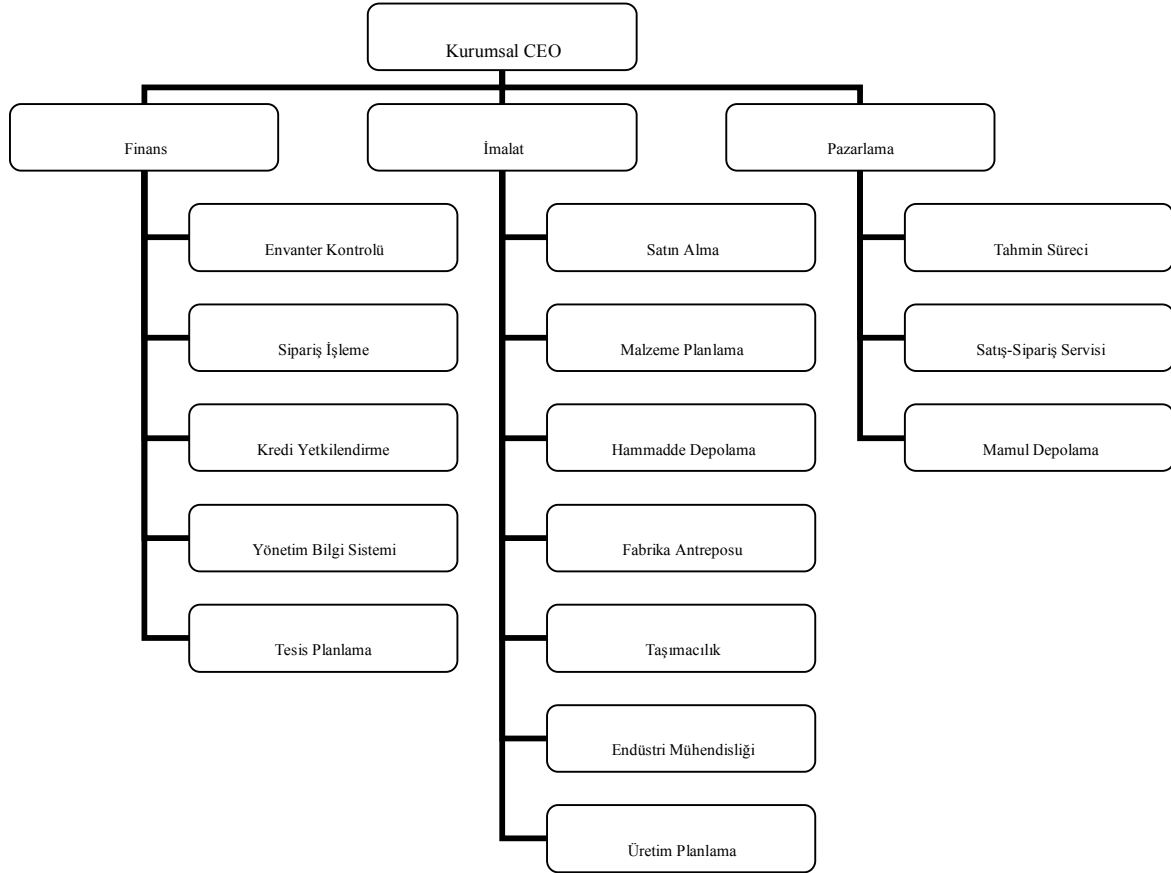 Kurumsal CEO
Finans
İmalat
Pazarlama
Envanter Kontrolü
Sipariş İşleme
Kredi Yetkilendirme
Yönetim Bilgi Sistemi
Tesis Planlama
Satın Alma
Malzeme Planlama
Hammadde Depolama
Fabrika Antreposu
Taşımacılık
Endüstri Mühendisliği
Üretim Planlama
Tahmin Süreci
Satış-Sipariş Servisi
Mamul Depolama